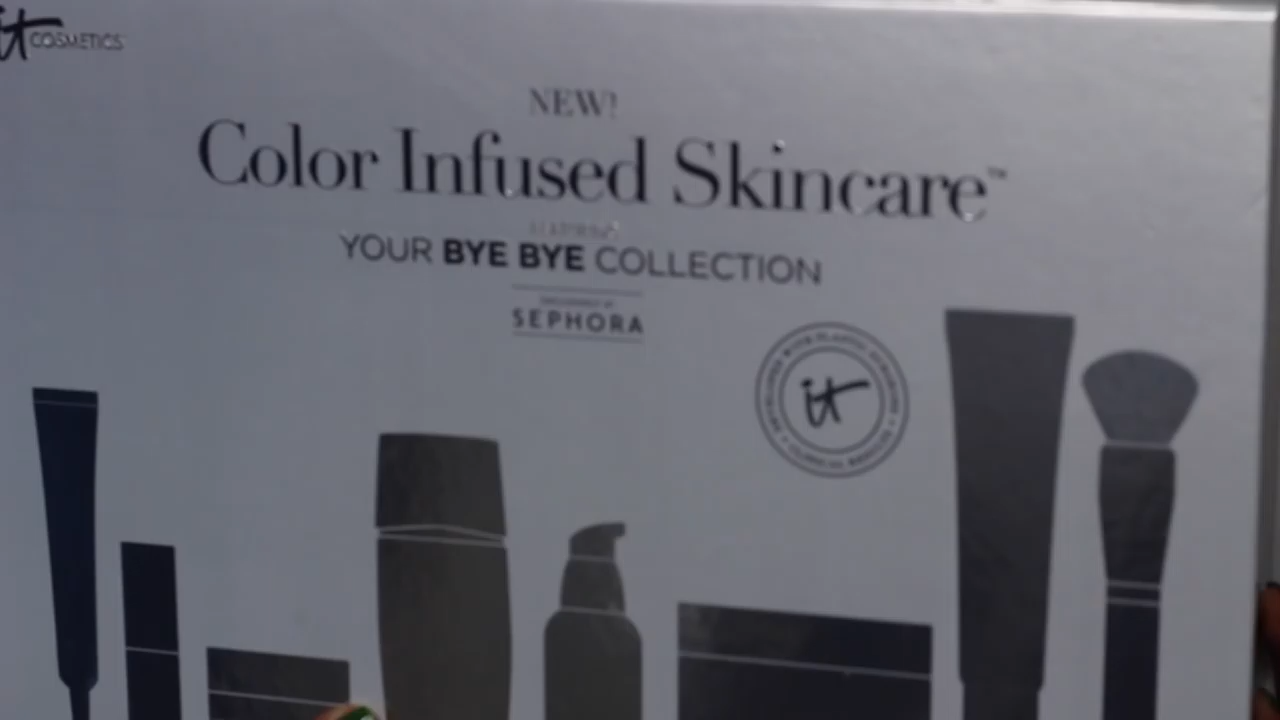 it COSMETICS
NEW!
Color Infused Skincare™
YOUR BYE BYE COLLECTION
SEPHORA
it